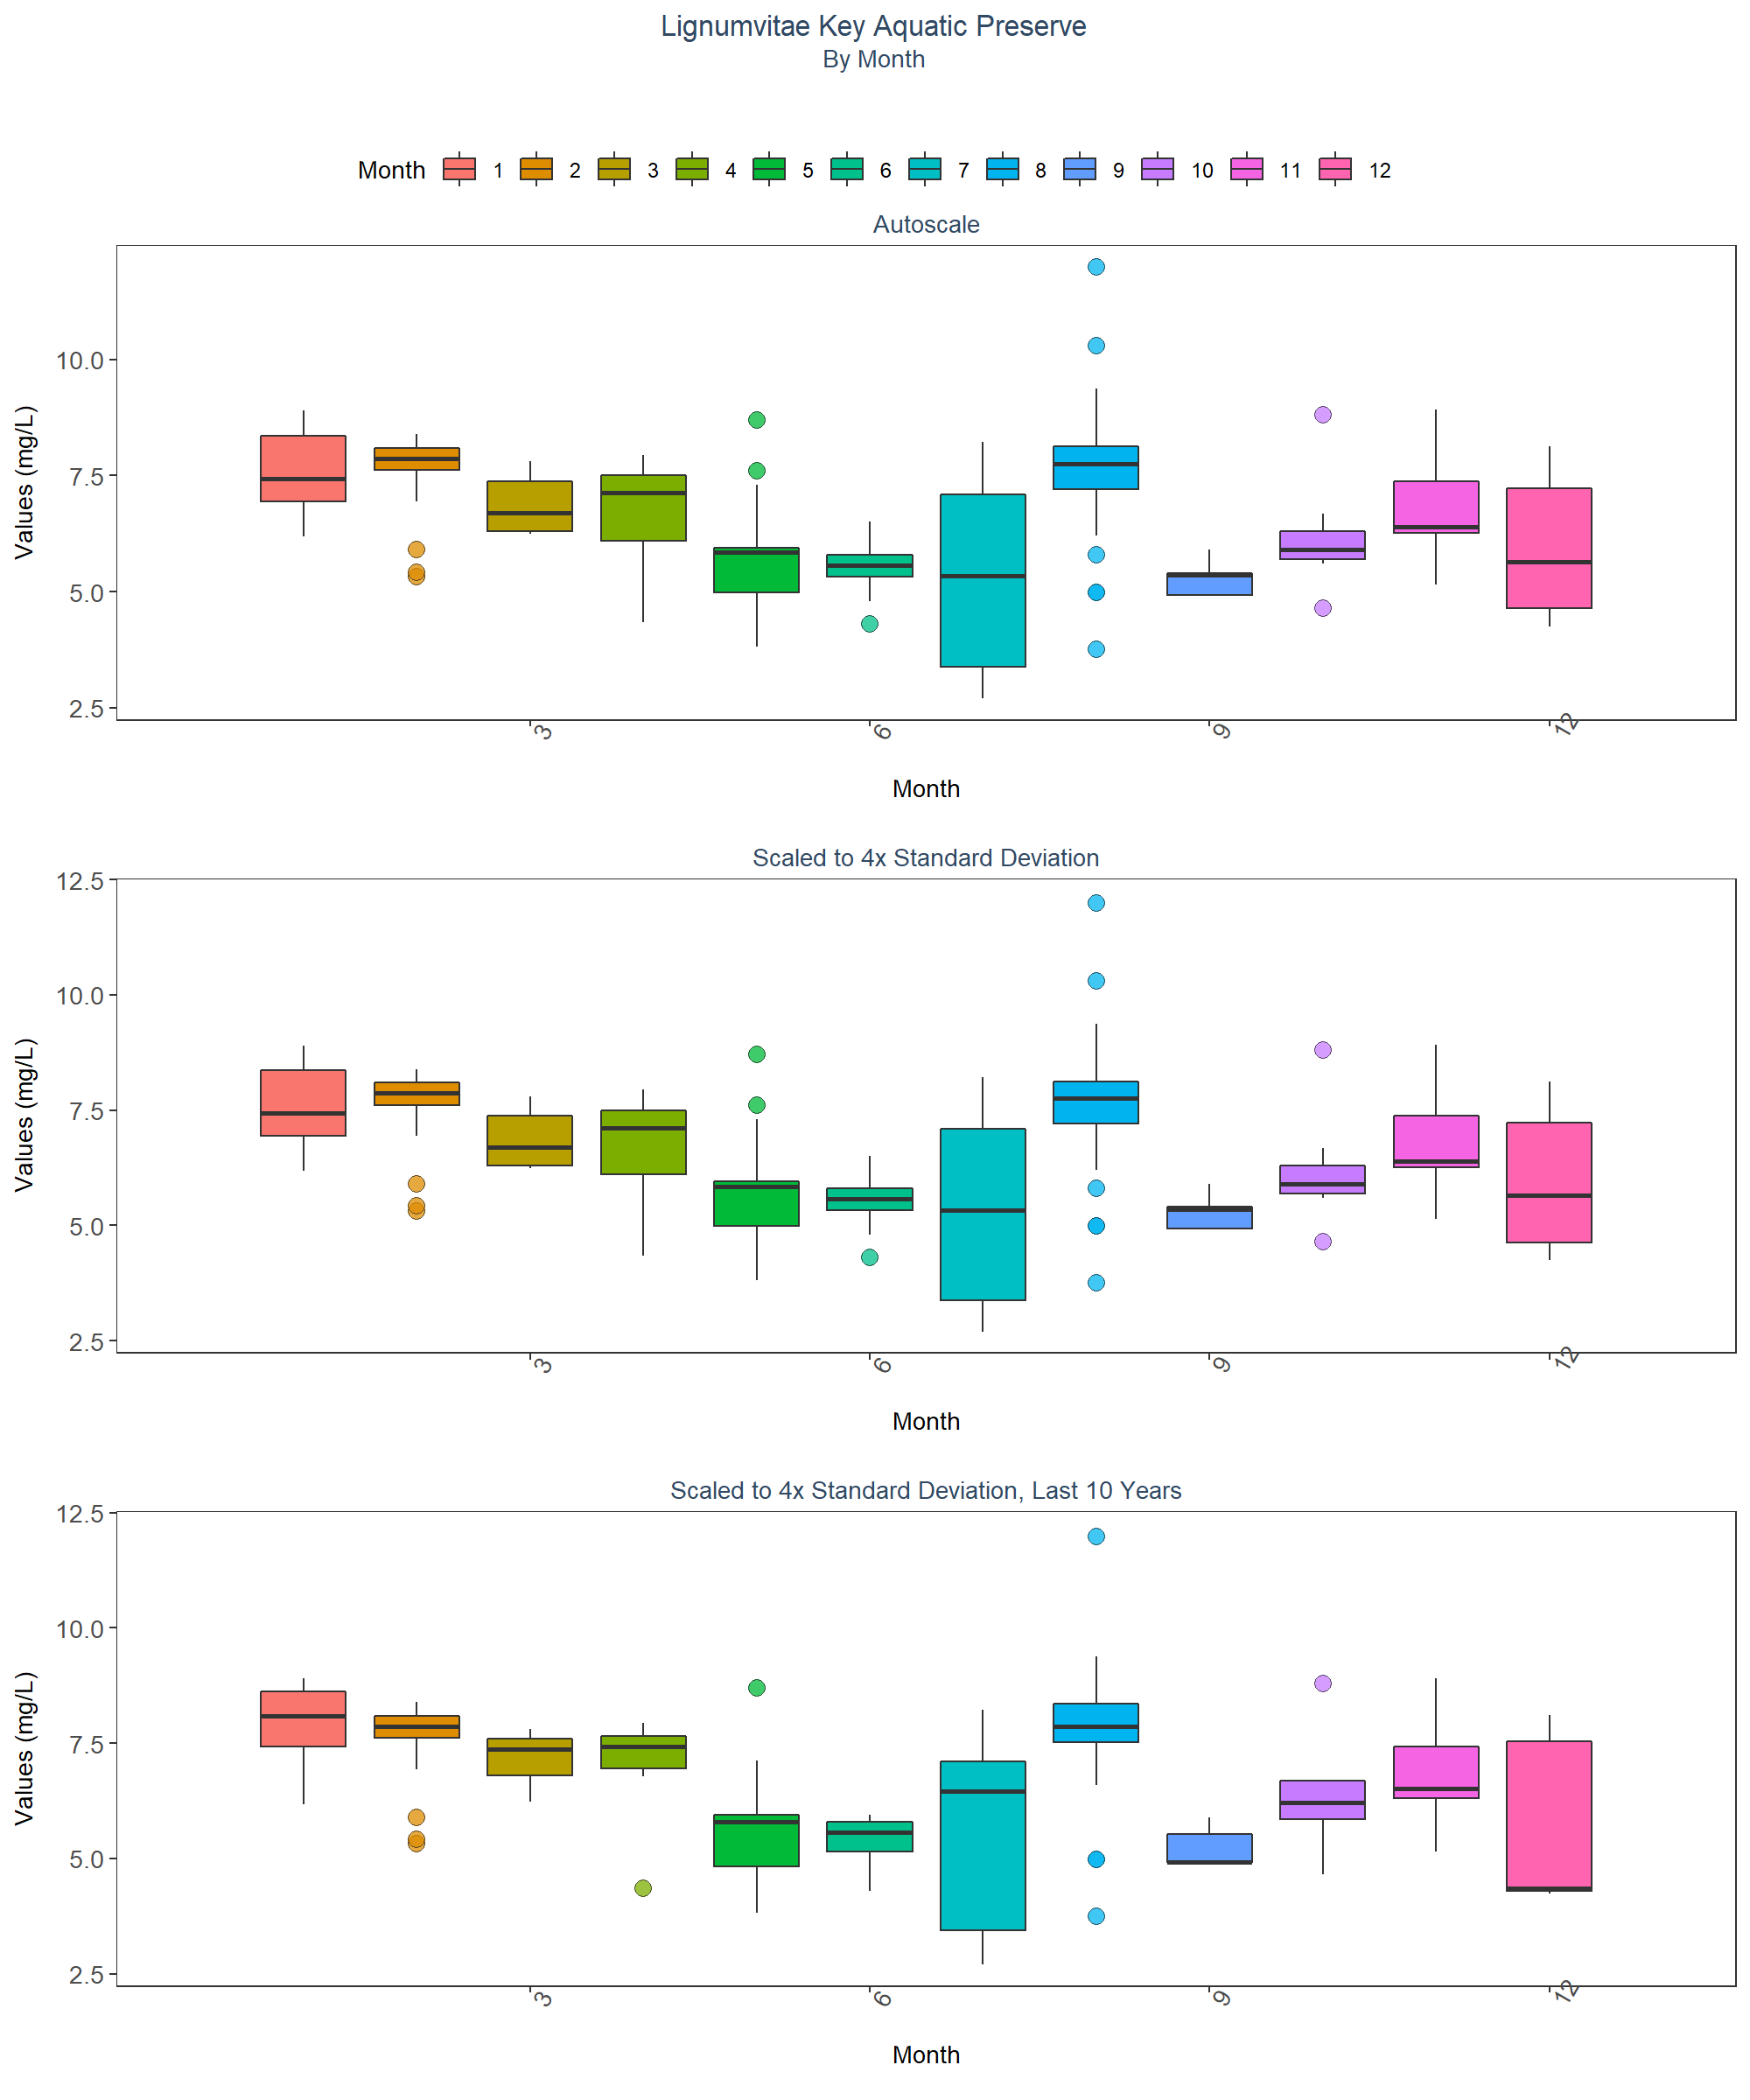 Lignumvitae Key Aquatic Preserve
By Month
Month 1 2 3 4 5 6 7 8 9 10 11 12
Autoscale
Values (mg/L)
10.0
7.5
5.0
2.5
3 6 9 12
Month
Scaled to 4x Standard Deviation
Values (mg/L)
12.5
10.0
7.5
5.0
2.5
3 6 9 12
Month
Scaled to 4x Standard Deviation, Last 10 Years
Values (mg/L)
12.5
10.0
7.5
5.0
2.5
3 6 9 12
Month